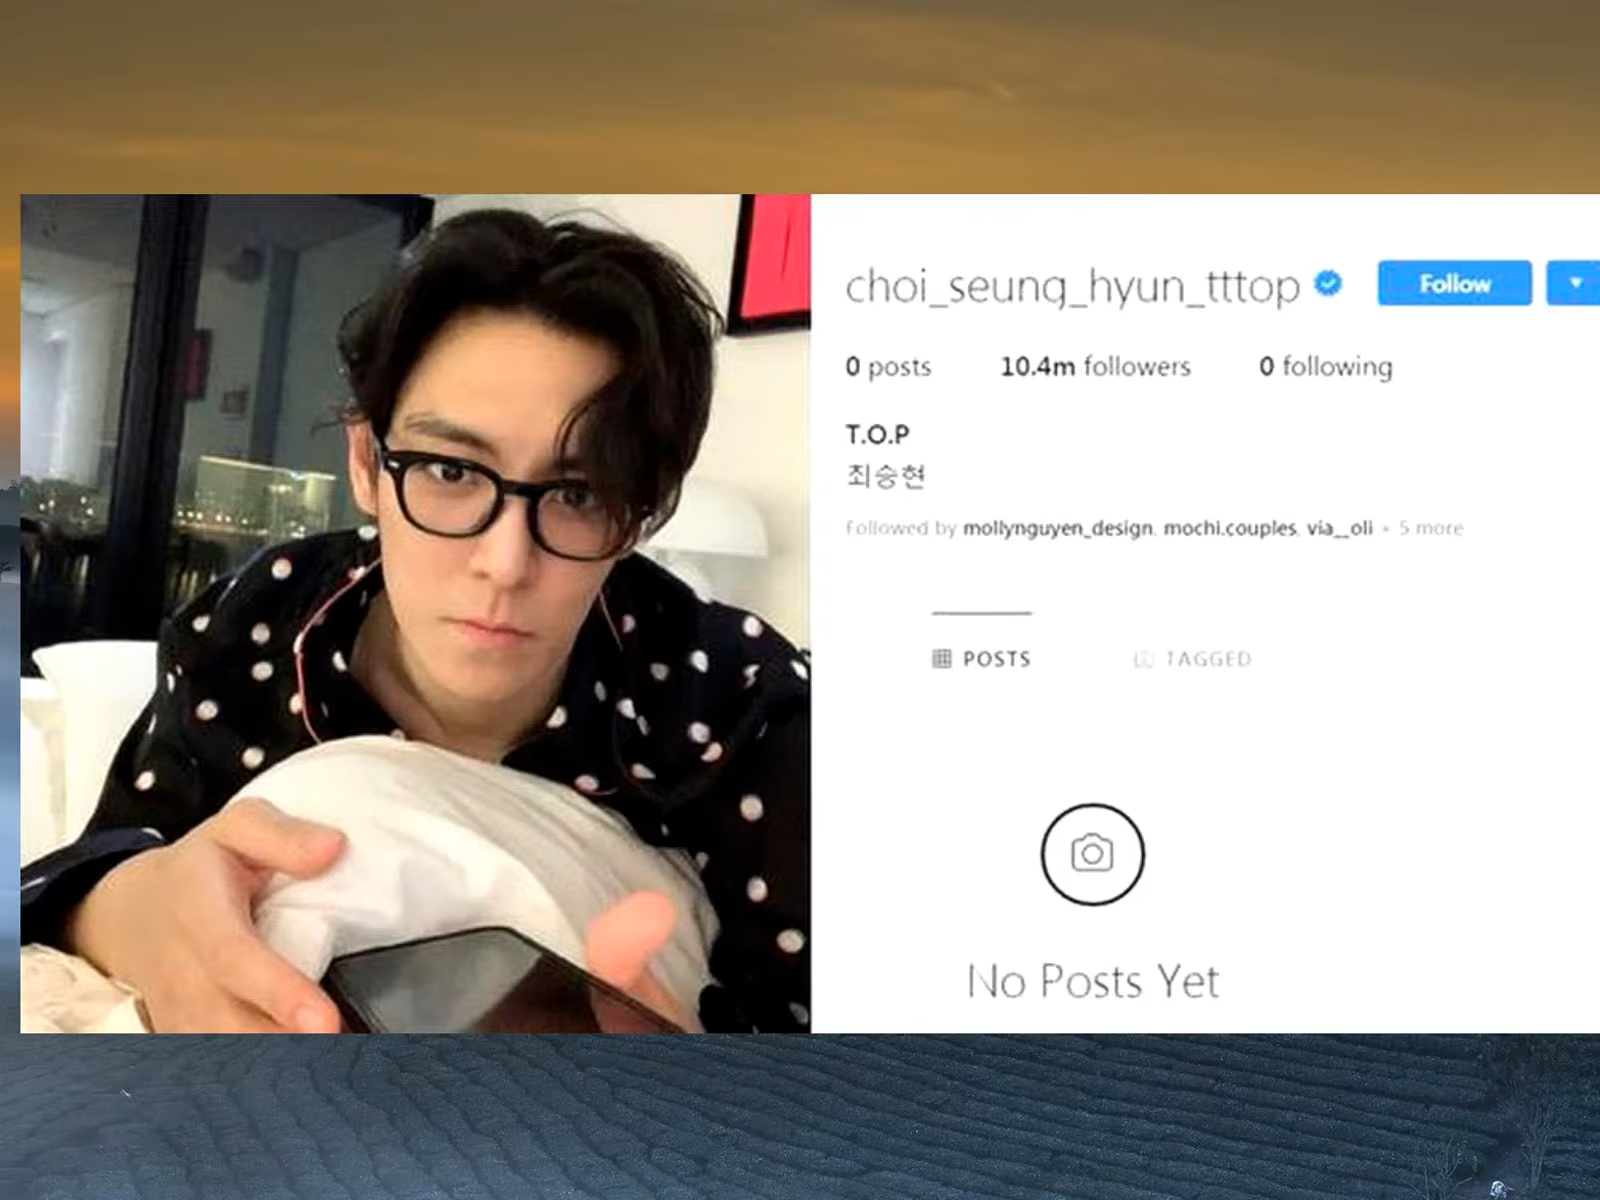 choi_seung_hyun_tttop
Follow
0 posts 10.4m followers 0 following
T.O.P
최승현
Followed by mollynguyen_design, mochi.couples, via__oli + 5 more
POSTS TAGGED
No Posts Yet